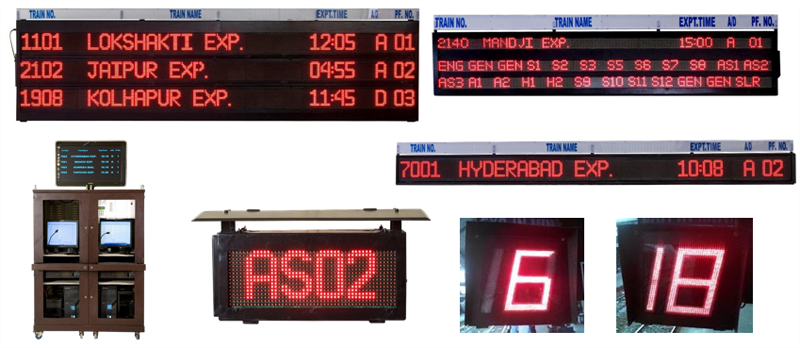 TRAIN NO. TRAIN NAME EXPT.TIME A/D PF. NO.
1101 LOKSHAKTI EXP. 12:05 A 01
2102 JAIPUR EXP. 04:55 A 02
1908 KOLHAPUR EXP. 11:45 D 03
TRAIN NO. TRAIN NAME EXPT.TIME A/D PF. NO.
2140 MANDJI EXP. 15:00 A 01
ENG GEN GEN S1 S2 S3 S5 S6 S7 S8 AS1 AS2
AS3 A1 A2 H1 H2 S9 S10 S11 S12 GEN GEN SLR
TRAIN NO. TRAIN NAME EXPT.TIME A/D PF. NO.
7001 HYDERABAD EXP. 10:08 A 02
AS02
6
18